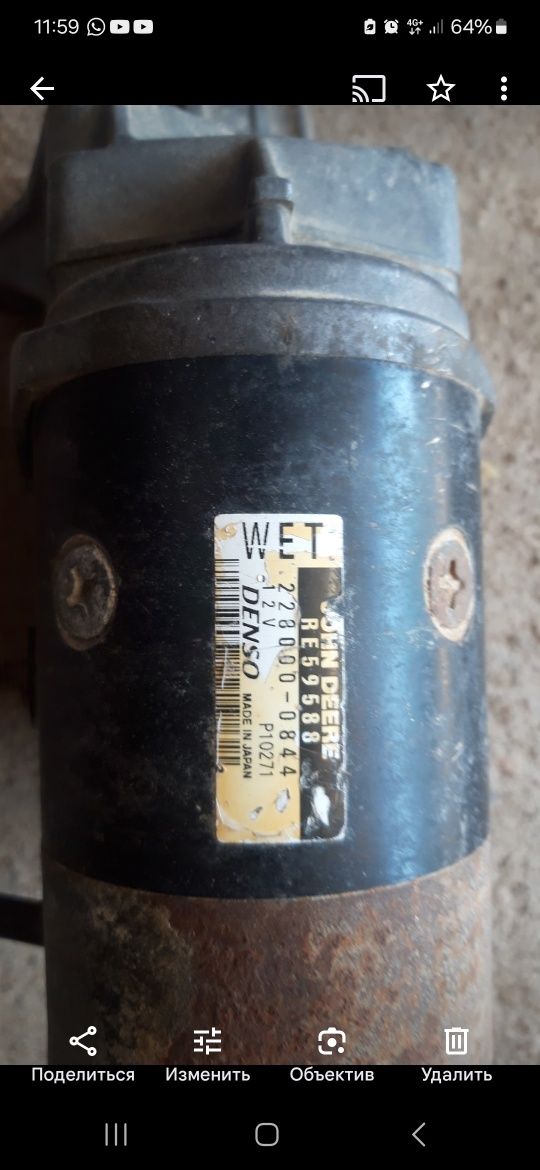 11:59
4G+
64%
WET
JOHN DEERE
RE59588
228000-0844
12V
P10271
DENSO
MADE IN JAPAN
Поделиться
Изменить
Объектив
Удалить